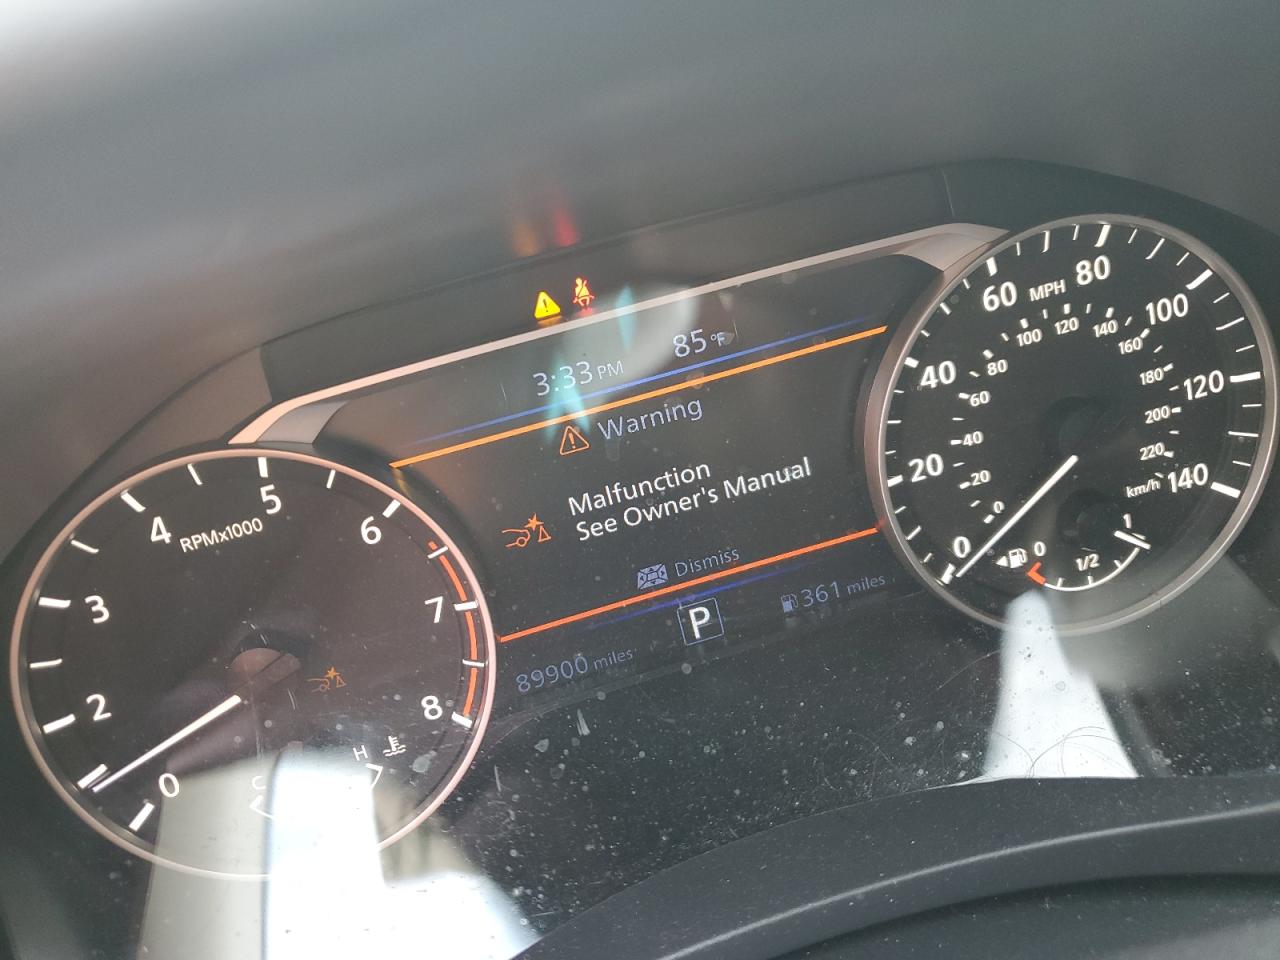 3:33 PM
85°F
Warning
Malfunction
See Owner's Manual
Dismiss
P
361 miles
89900 miles
0
2
3
4
5
6
7
8
RPMx1000
C
H
0
20
40
60
80
100
120
140
MPH
0
20
40
60
80
100
120
140
160
180
200
220
km/h
0
1/2
1